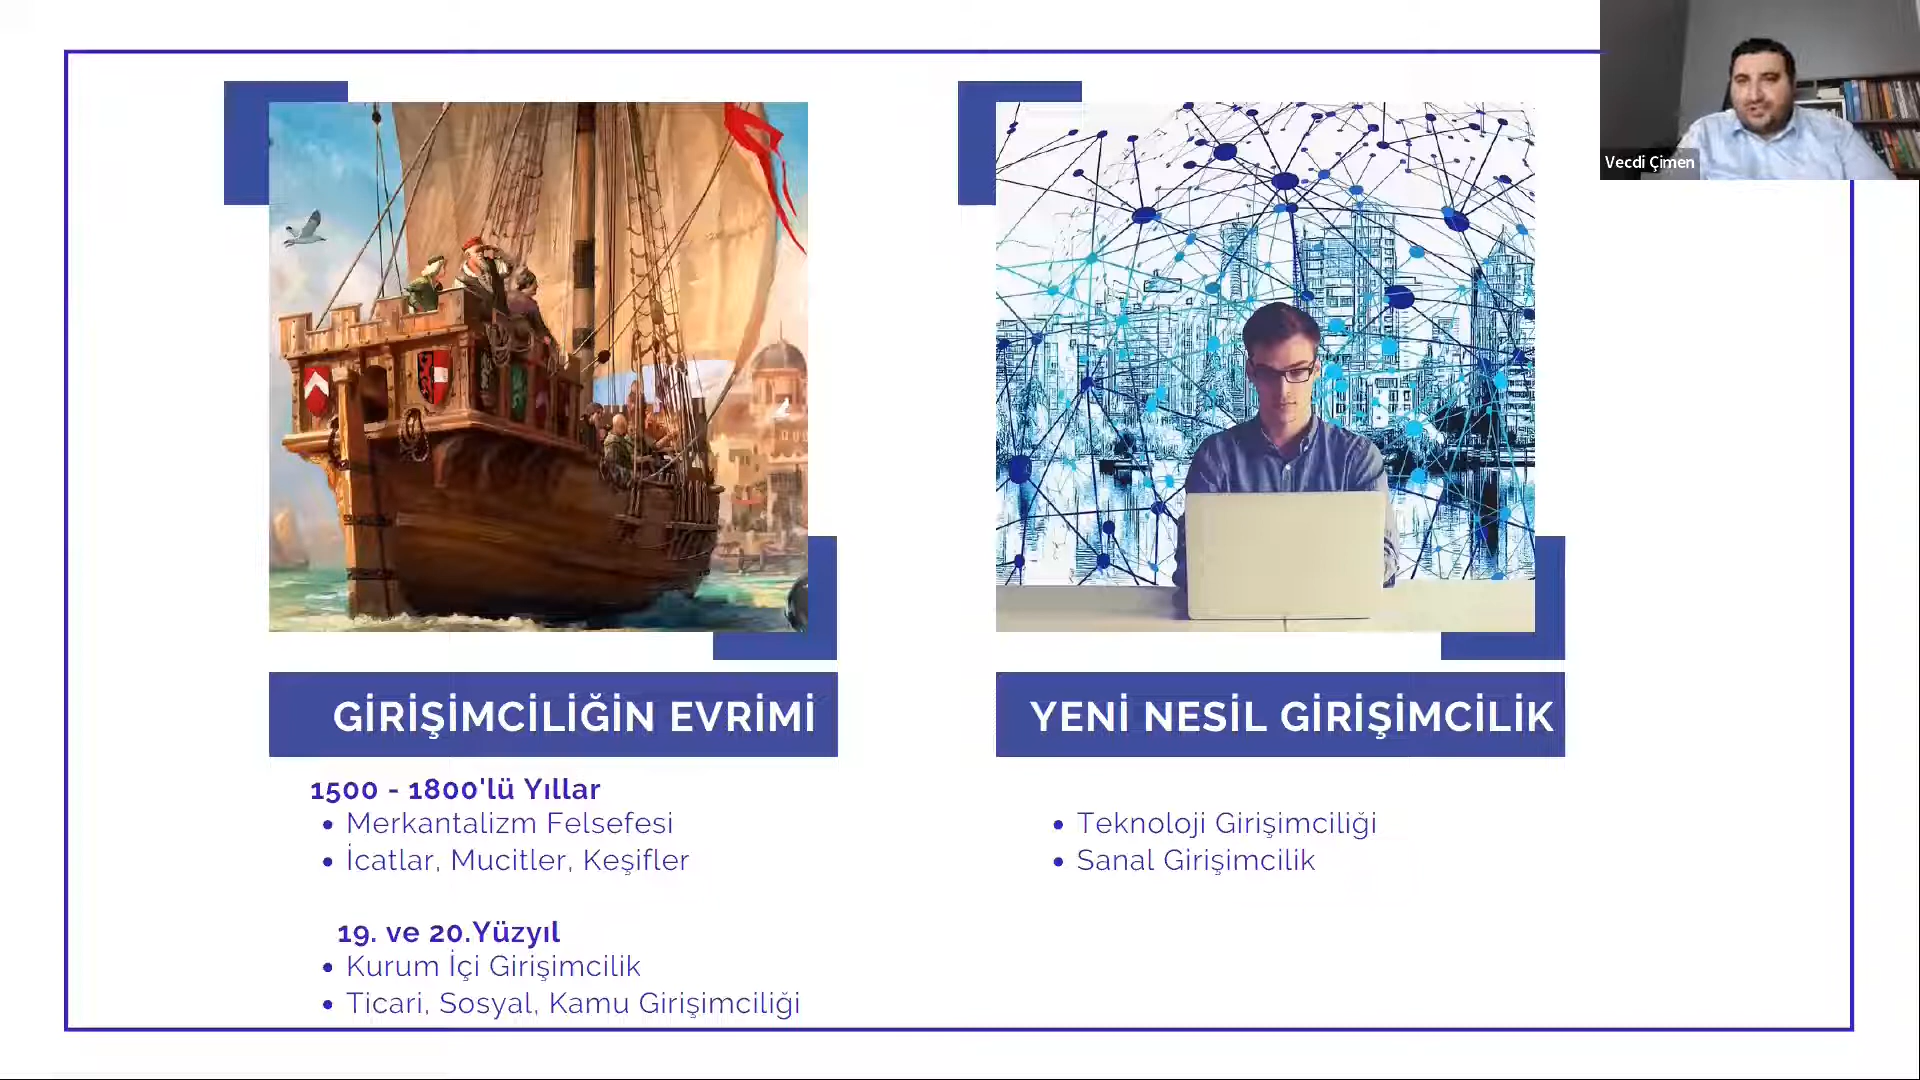 Vecdi Çimen
GİRİŞİMCİLİĞİN EVRİMİ
1500 - 1800'lü Yıllar
Merkantalizm Felsefesi
İcatlar, Mucitler, Keşifler
19. ve 20.Yüzyıl
Kurum İçi Girişimcilik
Ticari, Sosyal, Kamu Girişimciliği
YENİ NESİL GİRİŞİMCİLİK
Teknoloji Girişimciliği
Sanal Girişimcilik